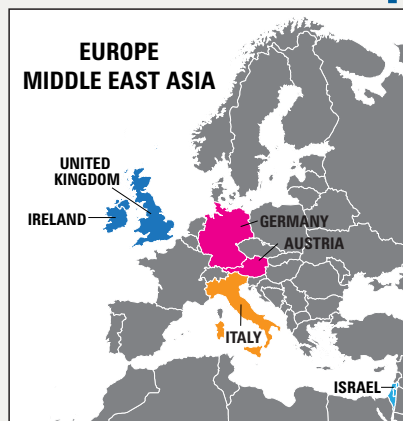 EUROPE
MIDDLE EAST ASIA
UNITED
KINGDOM
IRELAND
GERMANY
AUSTRIA
ITALY
ISRAEL